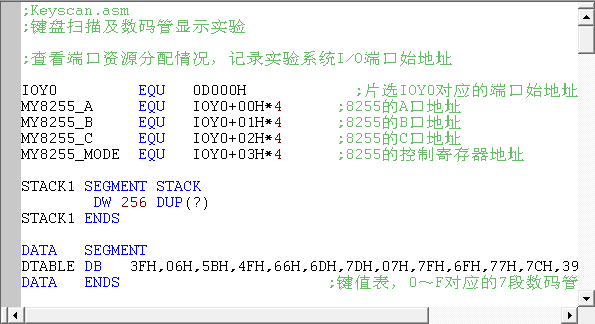 ;Keyscan.asm
;键盘扫描及数码管显示实验
;查看端口资源分配情况，记录实验系统I/O端口始地址
IOY0 EQU 0D000H ;片选IOY0对应的端口始地址
MY8255_A EQU IOY0+00H*4 ;8255的A口地址
MY8255_B EQU IOY0+01H*4 ;8255的B口地址
MY8255_C EQU IOY0+02H*4 ;8255的C口地址
MY8255_MODE EQU IOY0+03H*4 ;8255的控制寄存器地址
STACK1 SEGMENT STACK
DW 256 DUP(?)
STACK1 ENDS
DATA SEGMENT
DTABLE DB 3FH,06H,5BH,4FH,66H,6DH,7DH,07H,7FH,6FH,77H,7CH,39
DATA ENDS ;键值表，0～F对应的7段数码管